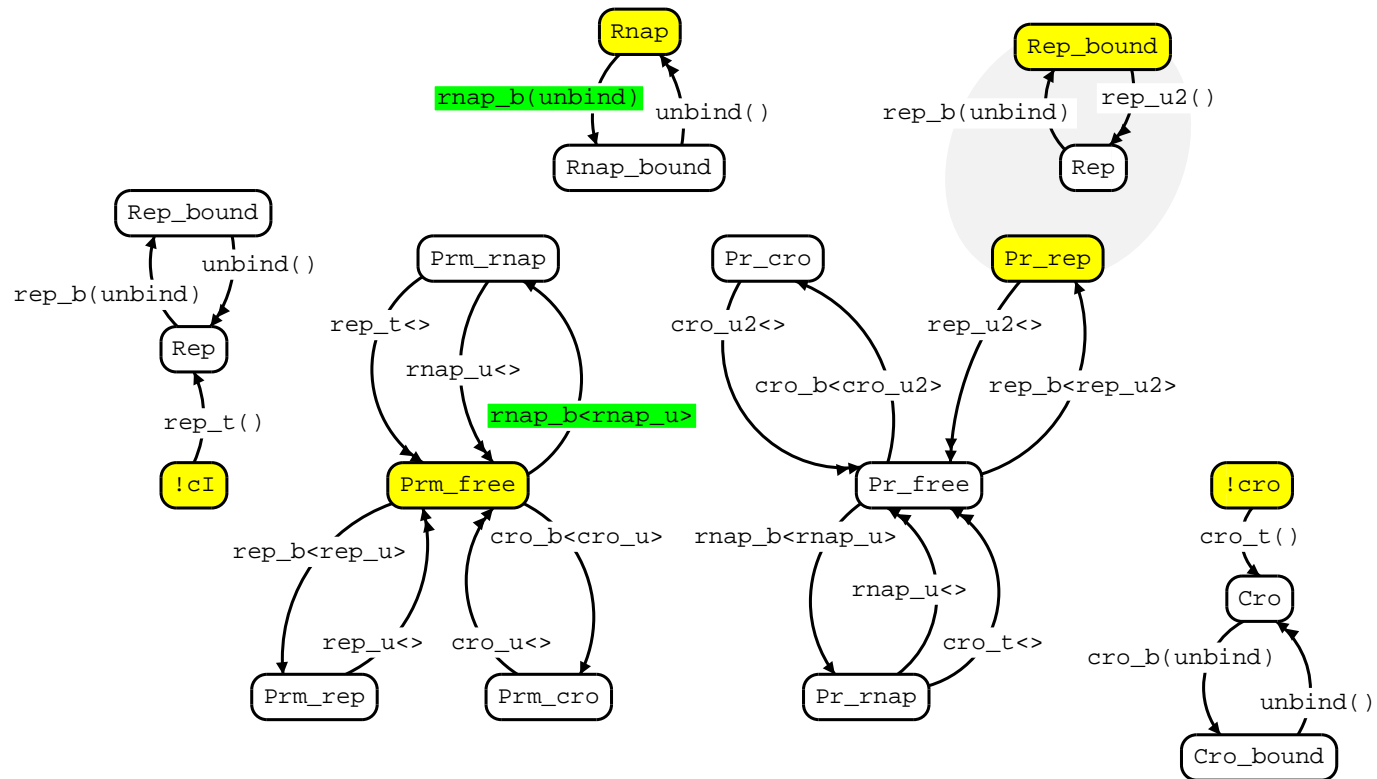 Rnap
Rep_bound
rnap_b(unbind)
unbind()
rep_b(unbind)
rep_u2()
Rnap_bound
Rep
Rep_bound
unbind()
rep_b(unbind)
Rep
rep_t()
!cI
Prm_rnap
rep_t<>
rnap_u<>
rnap_b<rnap_u>
Prm_free
rep_b<rep_u>
cro_b<cro_u>
rep_u<>
cro_u<>
Prm_rep
Prm_cro
Pr_cro
Pr_rep
cro_u2<>
rep_u2<>
cro_b<cro_u2>
rep_b<rep_u2>
Pr_free
rnap_b<rnap_u>
rnap_u<>
cro_t<>
Pr_rnap
!cro
cro_t()
Cro
cro_b(unbind)
unbind()
Cro_bound